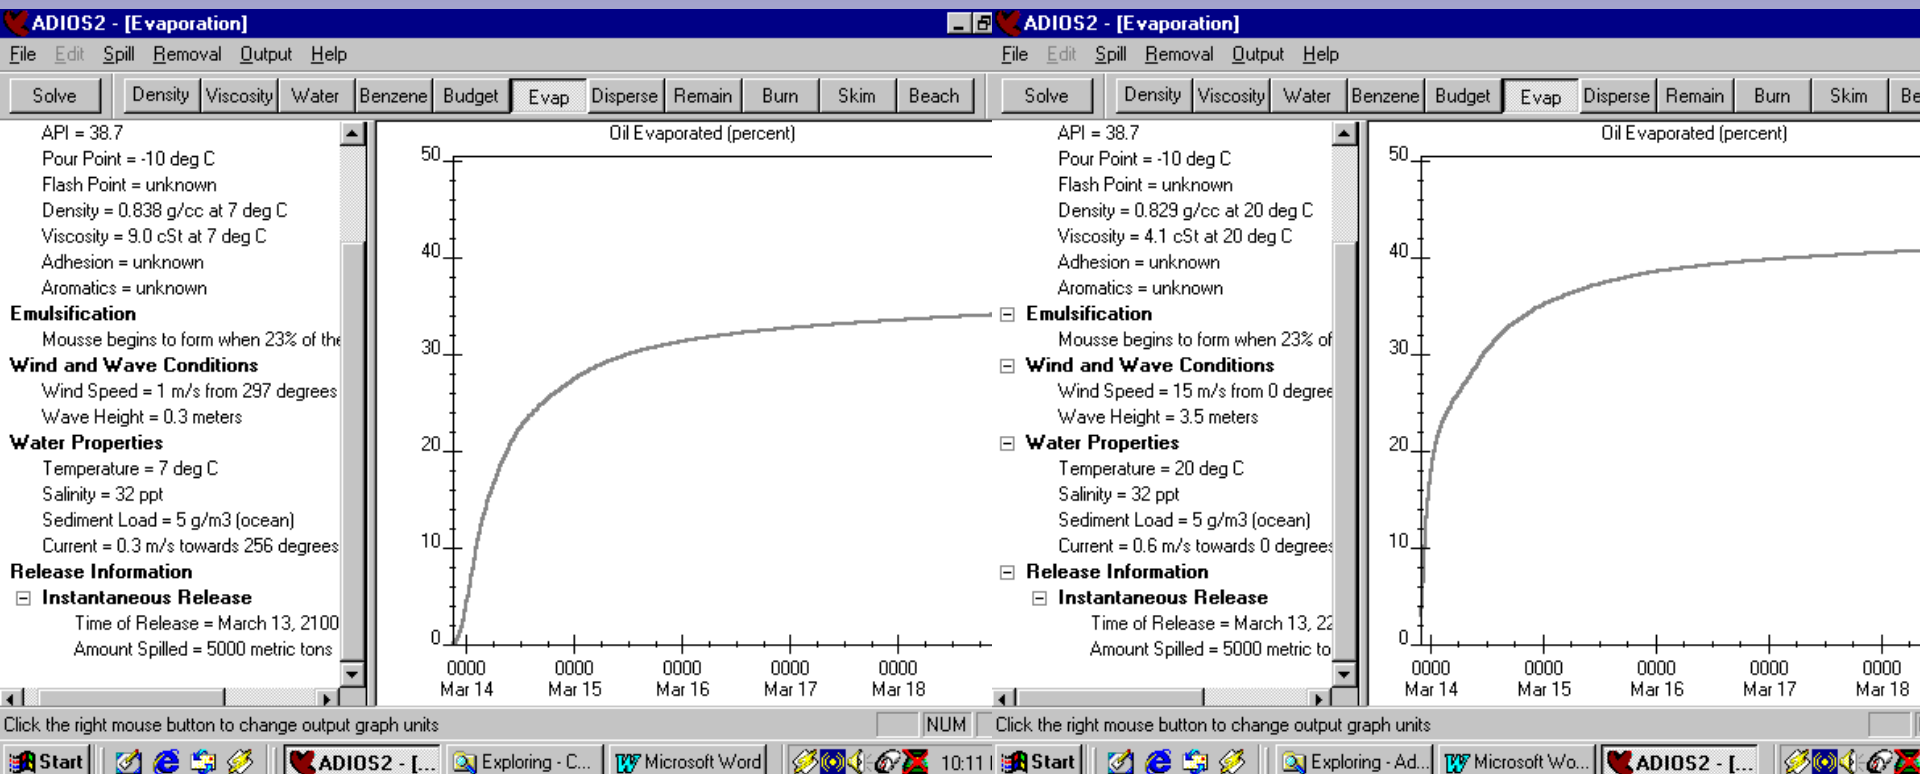 ADIOS2 - [Evaporation]
File Edit Spill Removal Output Help
Solve Density Viscosity Water Benzene Budget Evap Disperse Remain Burn Skim Beach
API = 38.7
Pour Point = -10 deg C
Flash Point = unknown
Density = 0.838 g/cc at 7 deg C
Viscosity = 9.0 cSt at 7 deg C
Adhesion = unknown
Aromatics = unknown
Emulsification
Mousse begins to form when 23% of the
Wind and Wave Conditions
Wind Speed = 1 m/s from 297 degrees
Wave Height = 0.3 meters
Water Properties
Temperature = 7 deg C
Salinity = 32 ppt
Sediment Load = 5 g/m3 (ocean)
Current = 0.3 m/s towards 256 degrees
Release Information
Instantaneous Release
Time of Release = March 13, 2100
Amount Spilled = 5000 metric tons
Oil Evaporated (percent)
50
40
30
20
10
0
0000 0000 0000 0000 0000
Mar 14 Mar 15 Mar 16 Mar 17 Mar 18
Click the right mouse button to change output graph units NUM
Start ADIOS2 - [... Exploring - C... Microsoft Word 10:11
ADIOS2 - [Evaporation]
File Edit Spill Removal Output Help
Solve Density Viscosity Water Benzene Budget Evap Disperse Remain Burn Skim Be
API = 38.7
Pour Point = -10 deg C
Flash Point = unknown
Density = 0.829 g/cc at 20 deg C
Viscosity = 4.1 cSt at 20 deg C
Adhesion = unknown
Aromatics = unknown
Emulsification
Mousse begins to form when 23% of
Wind and Wave Conditions
Wind Speed = 15 m/s from 0 degree
Wave Height = 3.5 meters
Water Properties
Temperature = 20 deg C
Salinity = 32 ppt
Sediment Load = 5 g/m3 (ocean)
Current = 0.6 m/s towards 0 degrees
Release Information
Instantaneous Release
Time of Release = March 13, 22
Amount Spilled = 5000 metric to
Oil Evaporated (percent)
50
40
30
20
10
0
0000 0000 0000 0000 0000
Mar 14 Mar 15 Mar 16 Mar 17 Mar 18
Click the right mouse button to change output graph units
Start Exploring - Ad... Microsoft Wo... ADIOS2 - [...